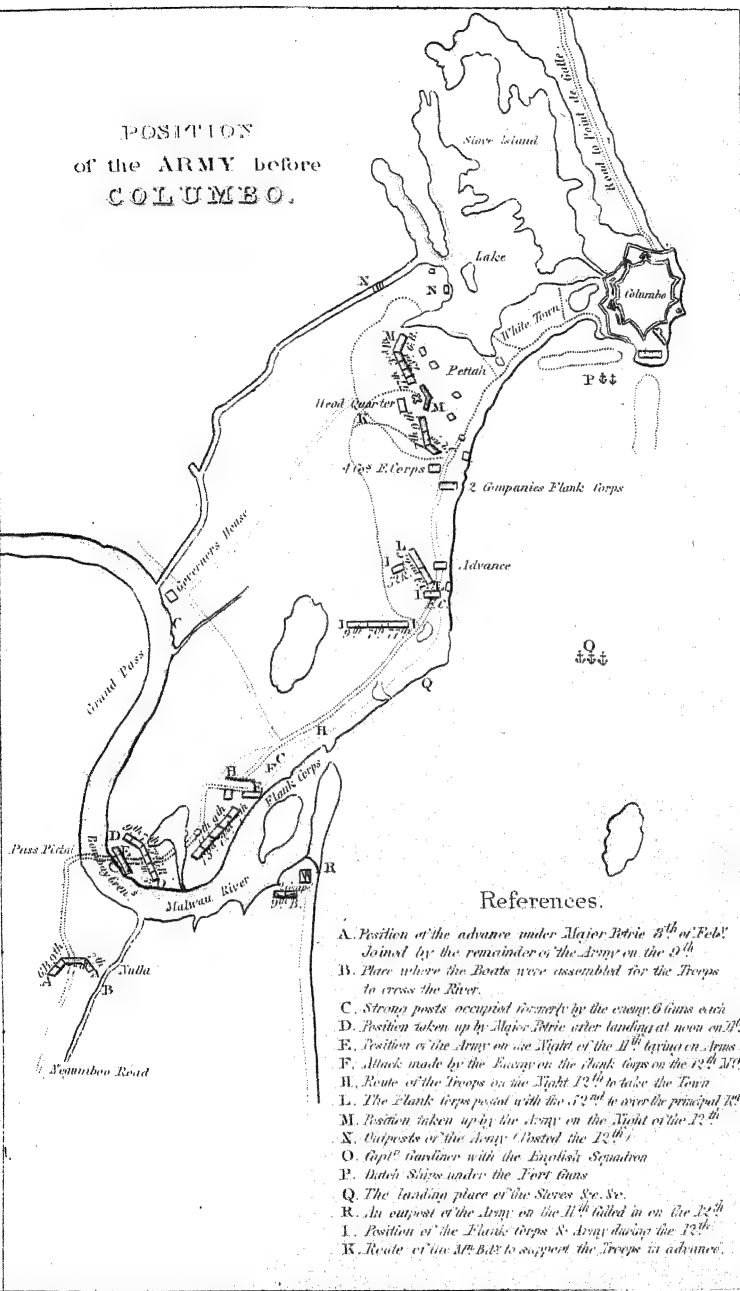 POSITION
of the ARMY before
COLUMBO.
Slave Island
Road to Point de Galle
Lake
Columbo
White Town
Pettah
P
N
N
M
M
Head Quarter
K
4 Cos. F. Corps
2 Companies Flank Corps
L
Advance
I
L
I
F.C.
I
I
9th 7th 77th
Governors House
C
Grand Pass
Q
Q
H
F C
Flank Corps
B
E
D
Pass Pictal
Malwau River
R
W
9th B.
Nulla
B
Negumboo Road
References.
A. Position of the advance under Major Petrie 8th of Feby.
Joined by the remainder of the Army on the 9th
B. Place where the Boats were assembled for the Troops
to cross the River.
C. Strong posts occupied formerly by the enemy 6 Guns each
D. Position taken up by Major Petrie after landing at noon on 11th
E. Position of the Army on the Night of the 11th laying on Arms
F. Attack made by the Enemy on the flank Corps on the 12th
H. Route of the Troops on the Night 12th to take the Town
L. The Flank Corps posted with the 52nd to cover the principal Rd
M. Position taken up by the Army on the Night of the 12th
N. Outposts of the Army (Posted the 12th)
O. Captn. Gardiner with the English Squadron
P. Dutch Ships under the Fort Guns
Q. The landing place of the Stores &c. &c.
R. An outpost of the Army on the 11th called in on the 12th
I. Position of the Flank Corps & Army during the 12th
K. Route of the to support the Troops in advance.